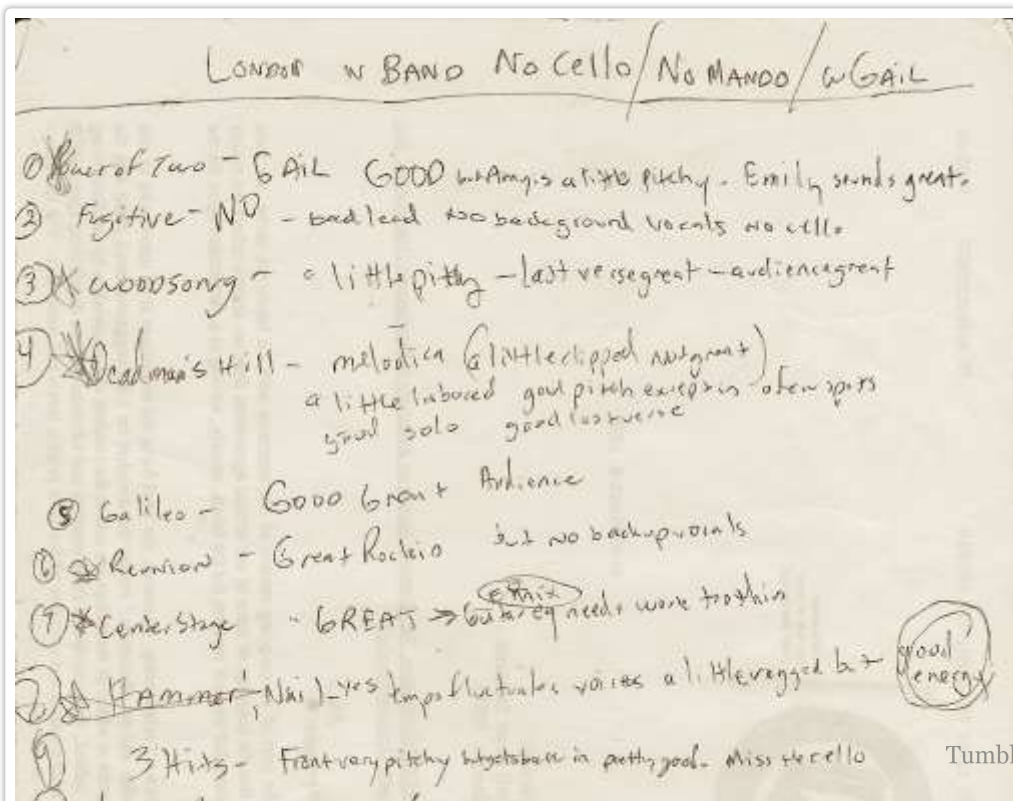 LONDON W BAND NO Cello/NO MANDO/W GAIL
① Power of Two - GAIL GOOD but Amy is a little pitchy. Emily sounds great.
② Fugitive - NO - bad lead no background vocals no cello
③ * WOODSONG - a little pitchy - last verse great - audience great
4 Deadman's Hill - melodica (a little clipped not great)
a little labored good pitch except in a few spots
good solo good last verse
⑤ Galileo - GOOD Great Audience
⑥ Reunion - Great Rockin but no backup vocals
⑦ * Center Stage - GREAT → Guitar eq needs work too thin
HAMMER, Nail - yes tempo fluctuates voices a little ragged but good
energy
9 3 Hits - Front very pitchy but gets back in pretty good. Miss the cello
Tumbl